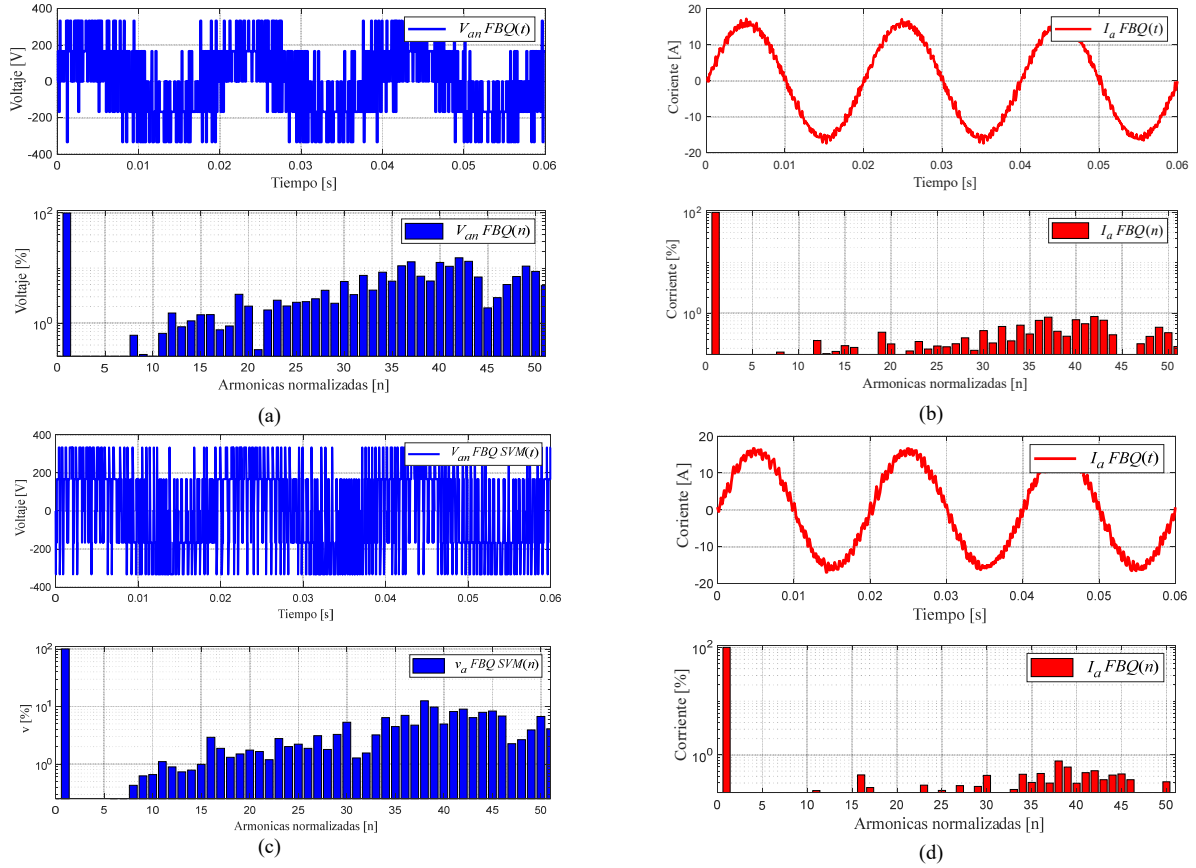 400
200
0
-200
-400
Voltaje [V]
V_an FBQ(t)
0 0.01 0.02 0.03 0.04 0.05 0.06
Tiempo [s]
10^2
10^0
Voltaje [%]
V_an FBQ(n)
0 5 10 15 20 25 30 35 40 45 50
Armonicas normalizadas [n]
(a)
20
10
0
-10
-20
Coriente [A]
I_a FBQ(t)
0 0.01 0.02 0.03 0.04 0.05 0.06
Tiempo [s]
10^2
10^0
Corriente [%]
I_a FBQ(n)
0 5 10 15 20 25 30 35 40 45 50
Armonicas normalizadas [n]
(b)
400
200
0
-200
-400
Voltaje [V]
V_an FBQ SVM(t)
0 0.01 0.02 0.03 0.04 0.05 0.06
Tiempo [s]
10^2
10^1
10^0
v [%]
v_a FBQ SVM(n)
0 5 10 15 20 25 30 35 40 45 50
Armonicas normalizadas [n]
(c)
20
10
0
-10
-20
Coriente [A]
I_a FBQ(t)
0 0.01 0.02 0.03 0.04 0.05 0.06
Tiempo [s]
10^2
10^0
Corriente [%]
I_a FBQ(n)
0 5 10 15 20 25 30 35 40 45 50
Armonicas normalizadas [n]
(d)